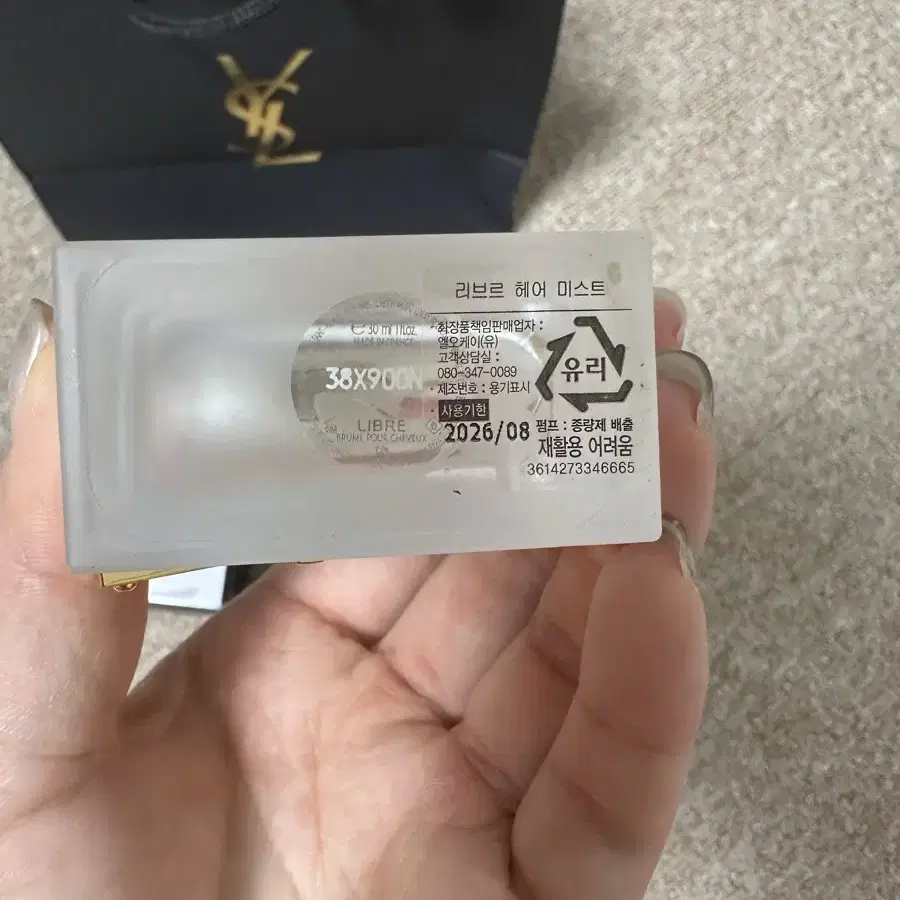 YSL
리브르 헤어 미스트
· 화장품책임판매업자 :
엘오케이(유)
고객상담실 :
080-347-0089
· 제조번호 : 용기표시
· 사용기한
2026/08
유리
펌프 : 종량제 배출
재활용 어려움
3614273346665
e 30 ml 1 fl.oz.
MADE IN FRANCE
38X900N
LIBRE
BRUME POUR CHEVEUX